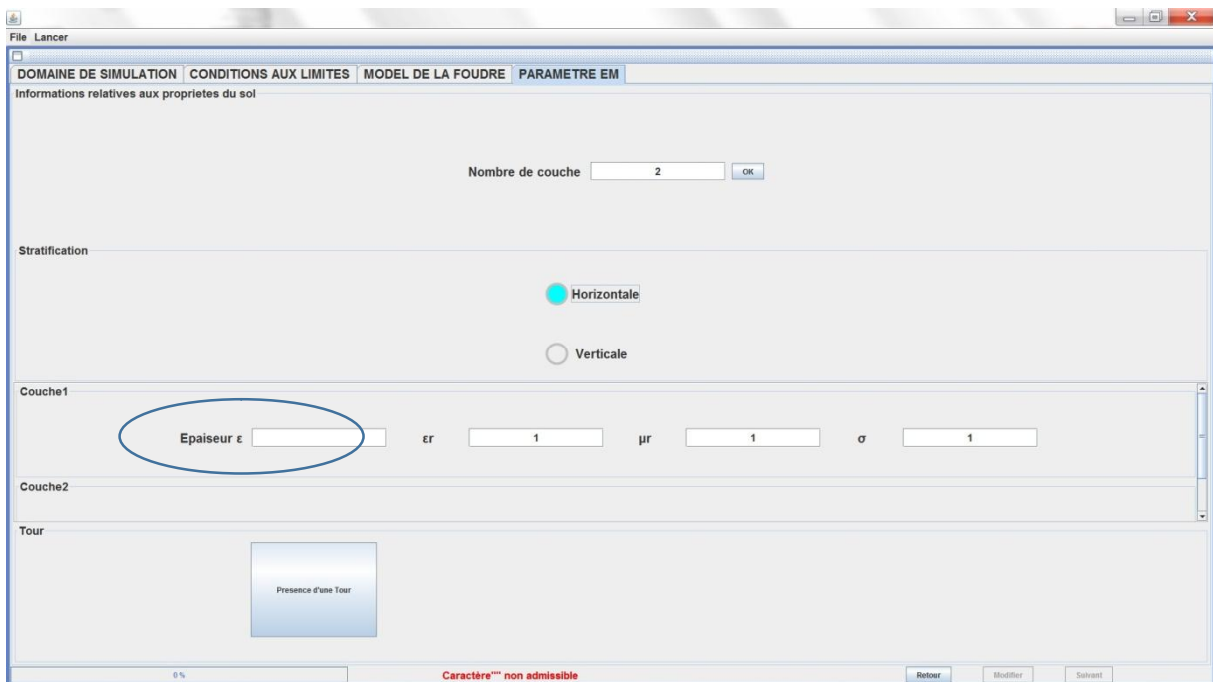 File Lancer
DOMAINE DE SIMULATION CONDITIONS AUX LIMITES MODEL DE LA FOUDRE PARAMETRE EM
Informations relatives aux proprietes du sol
Nombre de couche 2 OK
Stratification
Horizontale
Verticale
Couche1
Epaiseur ε εr 1 μr 1 σ 1
Couche2
Tour
Presence d'une Tour
0 % Caractère"" non admissible Retour Modifier Suivant